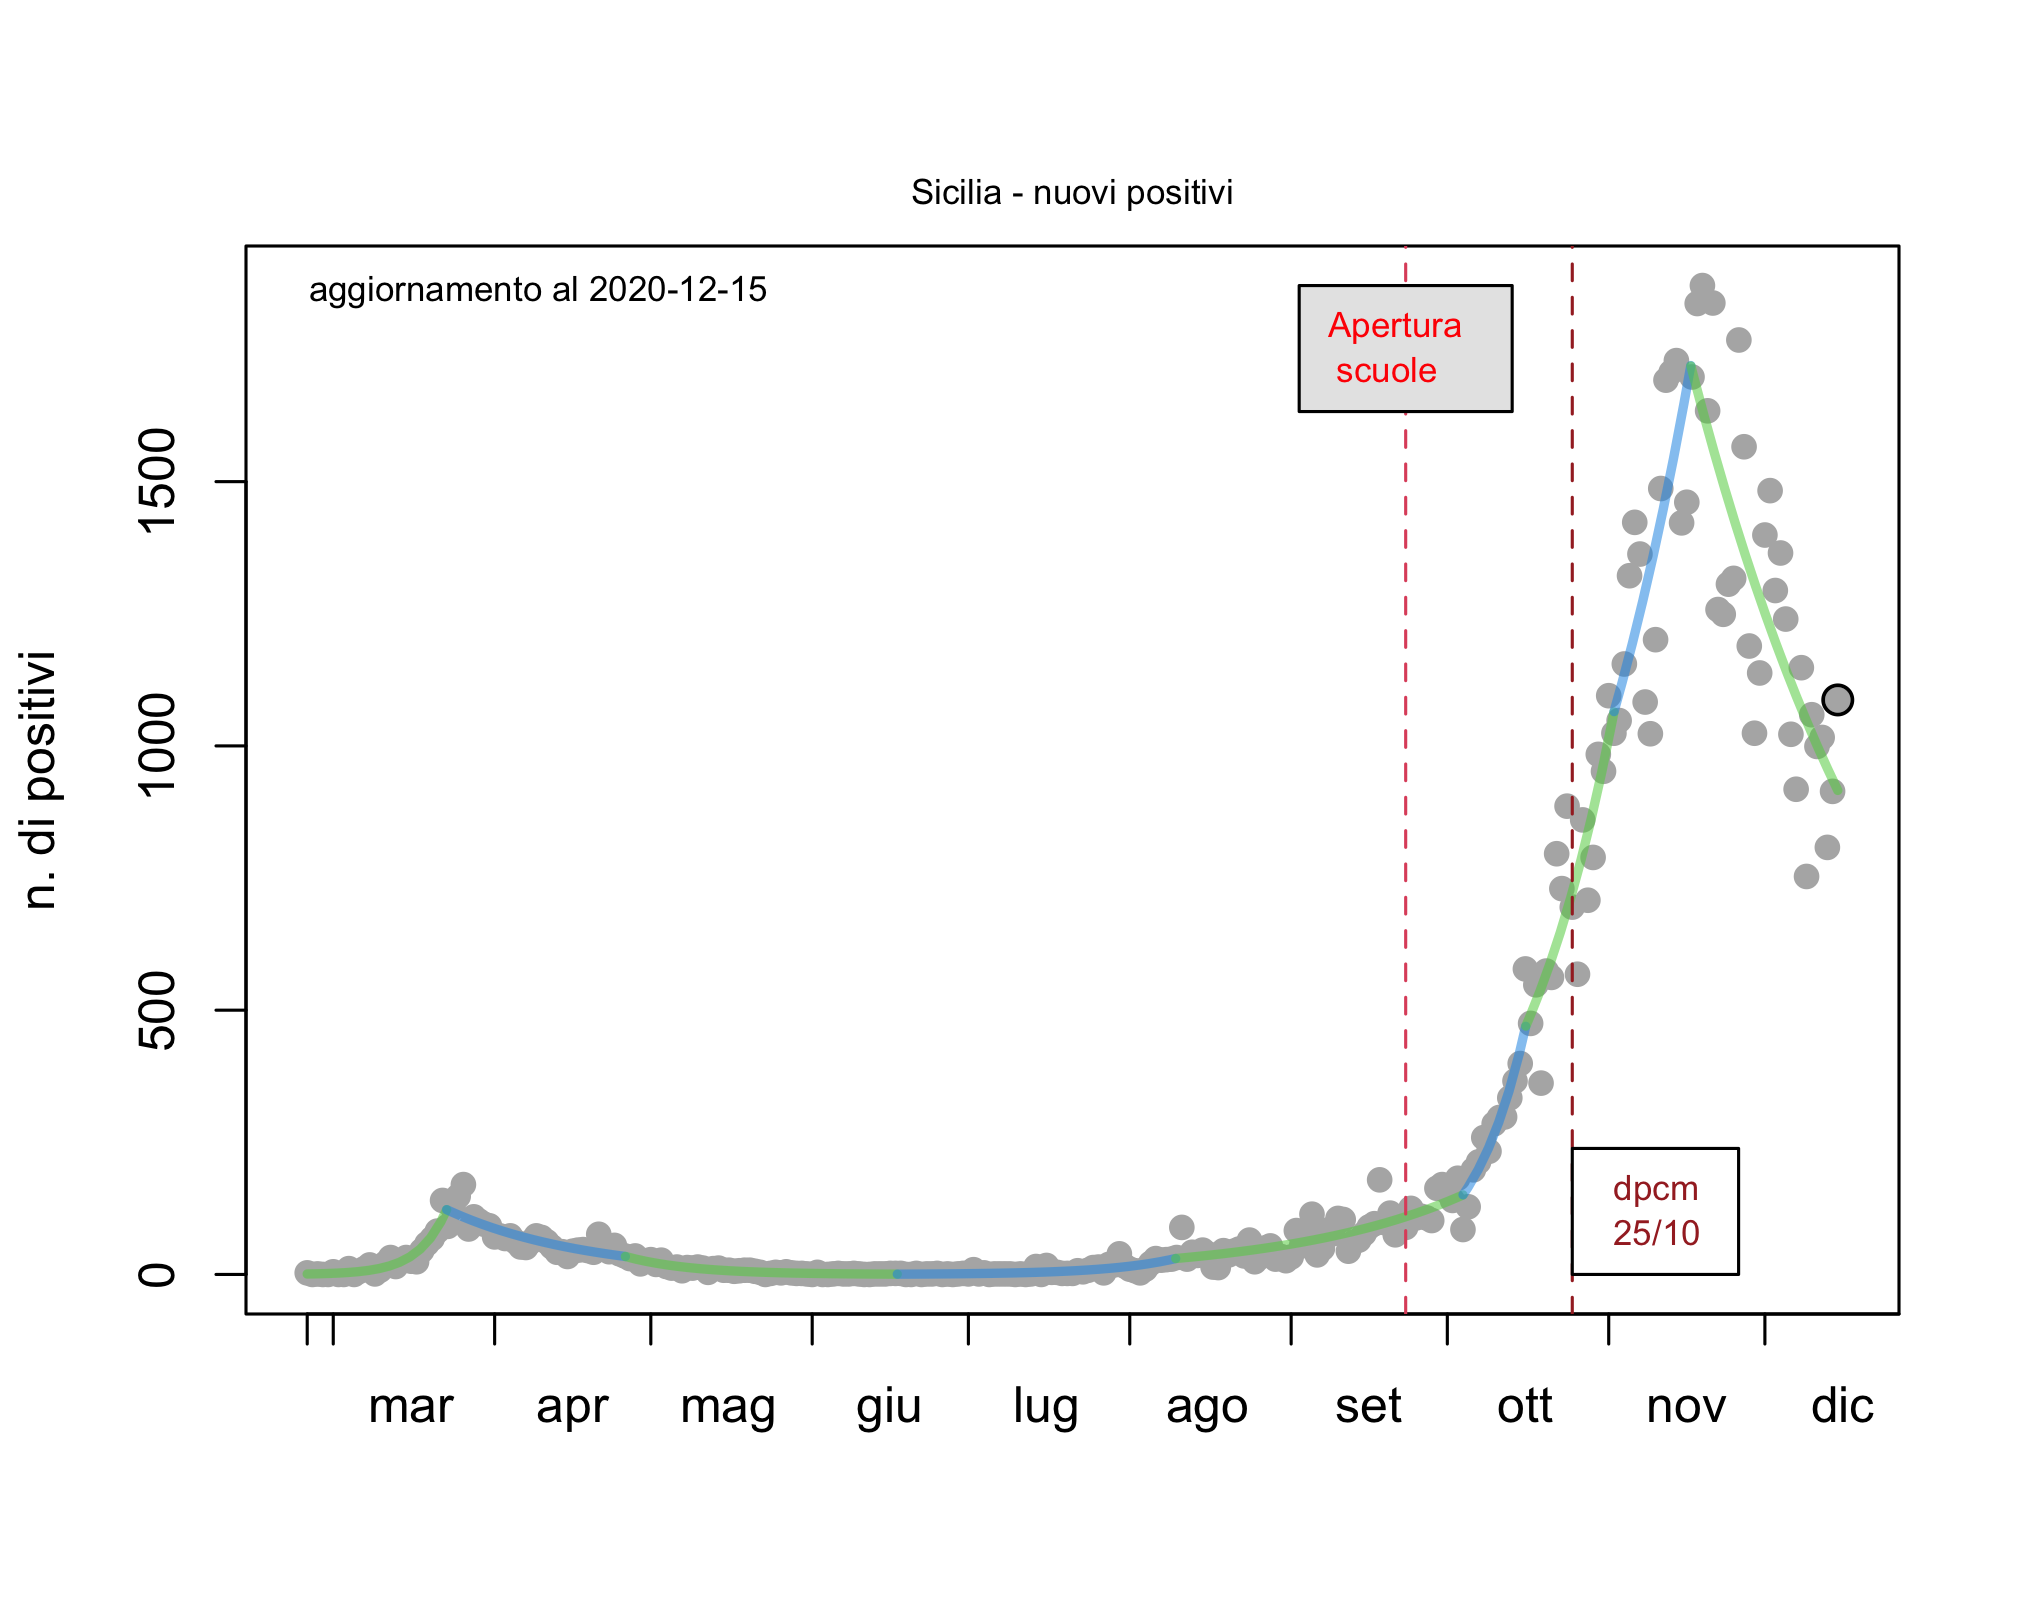 Sicilia - nuovi positivi
aggiornamento al 2020-12-15
Apertura
scuole
n. di positivi
1500
1000
500
0
dpcm
25/10
mar apr mag giu lug ago set ott nov dic